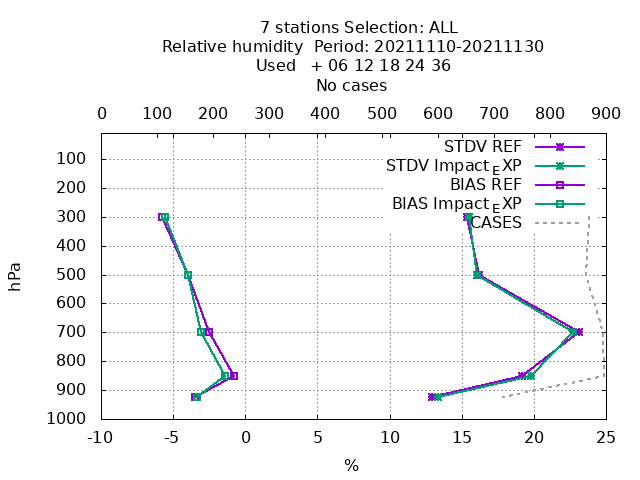 7 stations Selection: ALL
Relative humidity  Period: 20211110-20211130
Used   + 06 12 18 24 36
No cases
0 100 200 300 400 500 600 700 800 900
STDV REF
STDV Impact_EXP
BIAS REF
BIAS Impact_EXP
CASES
100
200
300
400
500
600
700
800
900
1000
hPa
-10 -5 0 5 10 15 20 25
%